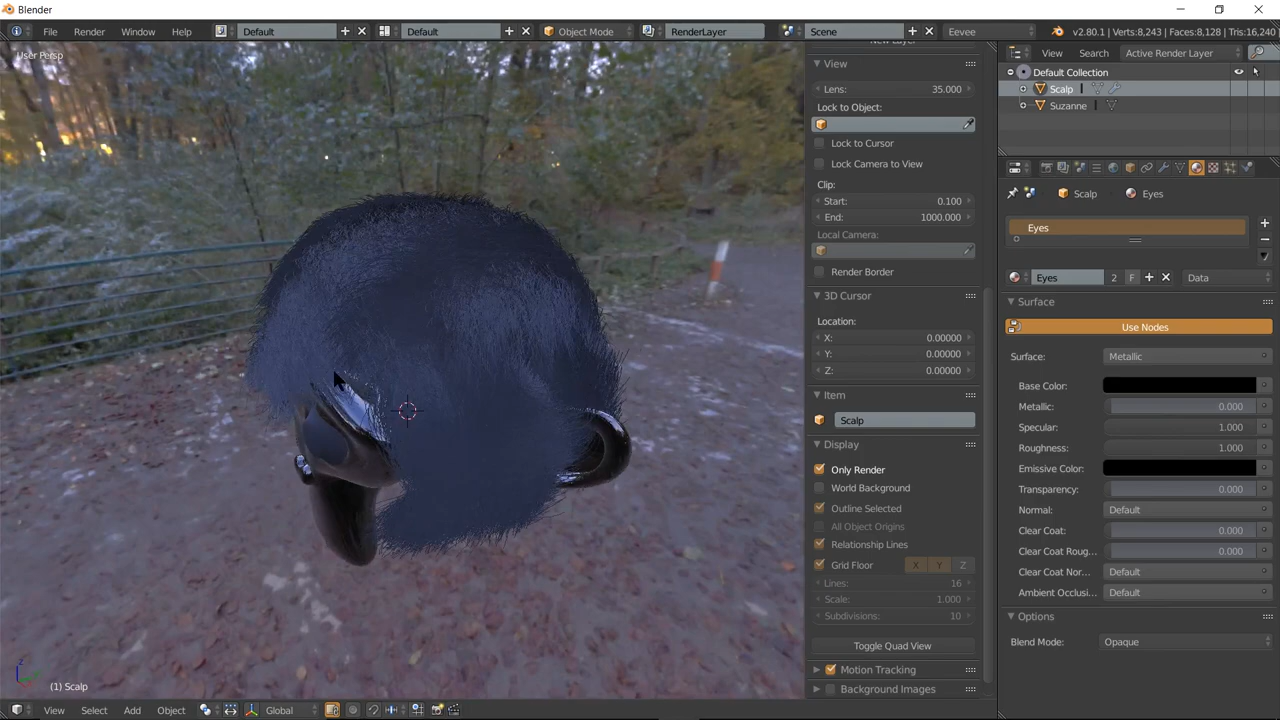 Blender
File Render Window Help Default Default Object Mode RenderLayer Scene Eevee v2.80.1 | Verts:8,243 | Faces:8,128 | Tris:16,240
User Persp
New Layer
View
Lens: 35.000
Lock to Object:
Lock to Cursor
Lock Camera to View
Clip:
Start: 0.100
End: 1000.000
Local Camera:
Render Border
3D Cursor
Location:
X: 0.00000
Y: 0.00000
Z: 0.00000
Item
Scalp
Display
Only Render
World Background
Outline Selected
All Object Origins
Relationship Lines
Grid Floor X Y Z
Lines: 16
Scale: 1.000
Subdivisions: 10
Toggle Quad View
Motion Tracking
Background Images
View Search Active Render Layer
Default Collection
Scalp
Suzanne
Scalp Eyes
Eyes
Eyes 2 F Data
Surface
Use Nodes
Surface: Metallic
Base Color:
Metallic: 0.000
Specular: 1.000
Roughness: 1.000
Emissive Color:
Transparency: 0.000
Normal: Default
Clear Coat: 0.000
Clear Coat Roug... 0.000
Clear Coat Nor... Default
Ambient Occlusi... Default
Options
Blend Mode: Opaque
z
(1) Scalp
View Select Add Object Global